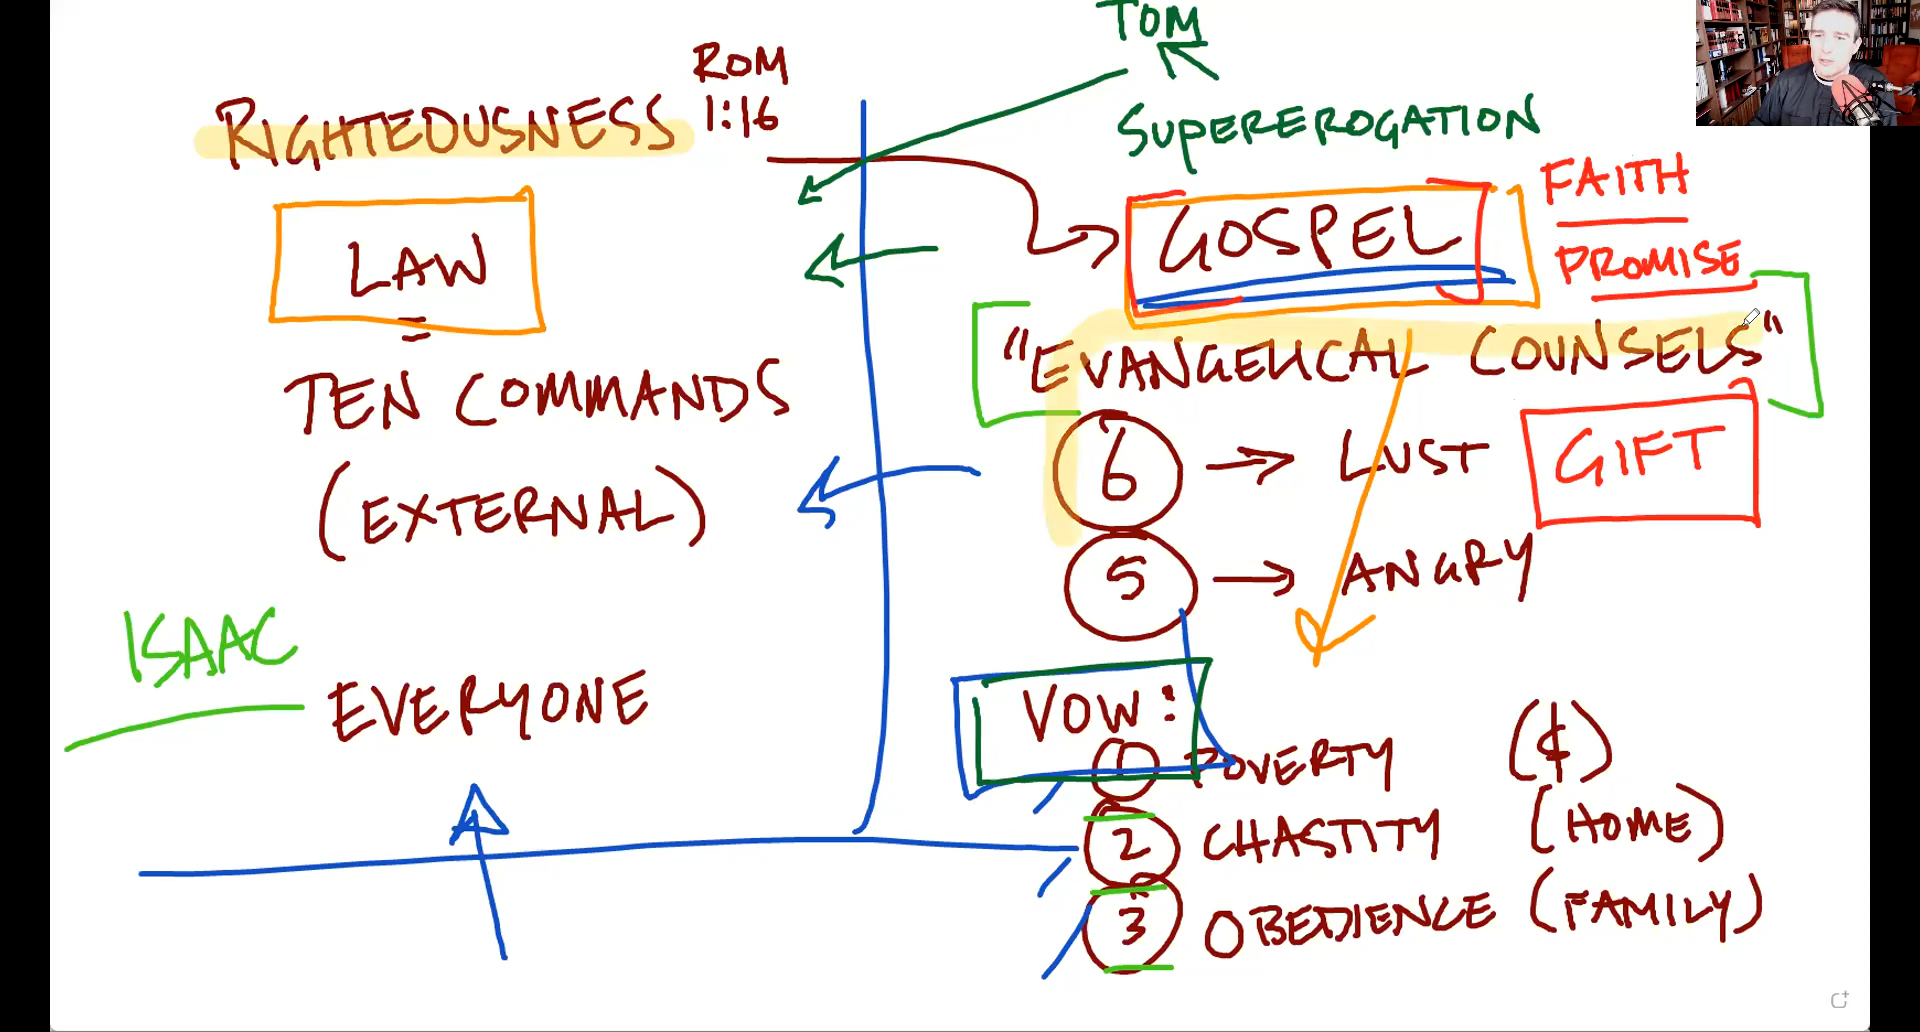 TOM
ROM
1:16
RIGHTEOUSNESS
SUPEREROGATION
FAITH
LAW
GOSPEL
PROMISE
"EVANGELICAL COUNSELS"
TEN COMMANDS
6 → LUST
GIFT
(EXTERNAL)
5 → ANGRY
ISAAC
EVERYONE
VOW:
1 POVERTY ($)
2 CHASTITY (HOME)
3 OBEDIENCE (FAMILY)